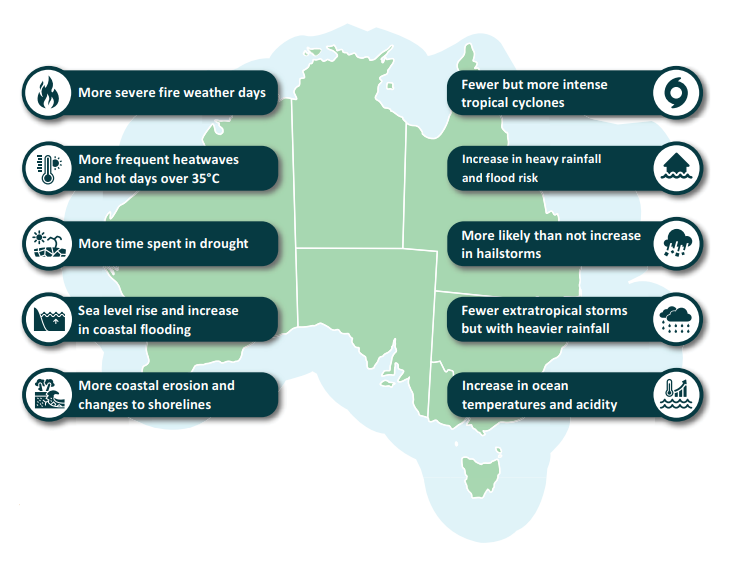 More severe fire weather days
More frequent heatwaves
and hot days over 35°C
More time spent in drought
Sea level rise and increase
in coastal flooding
More coastal erosion and
changes to shorelines
Fewer but more intense
tropical cyclones
Increase in heavy rainfall
and flood risk
More likely than not increase
in hailstorms
Fewer extratropical storms
but with heavier rainfall
Increase in ocean
temperatures and acidity